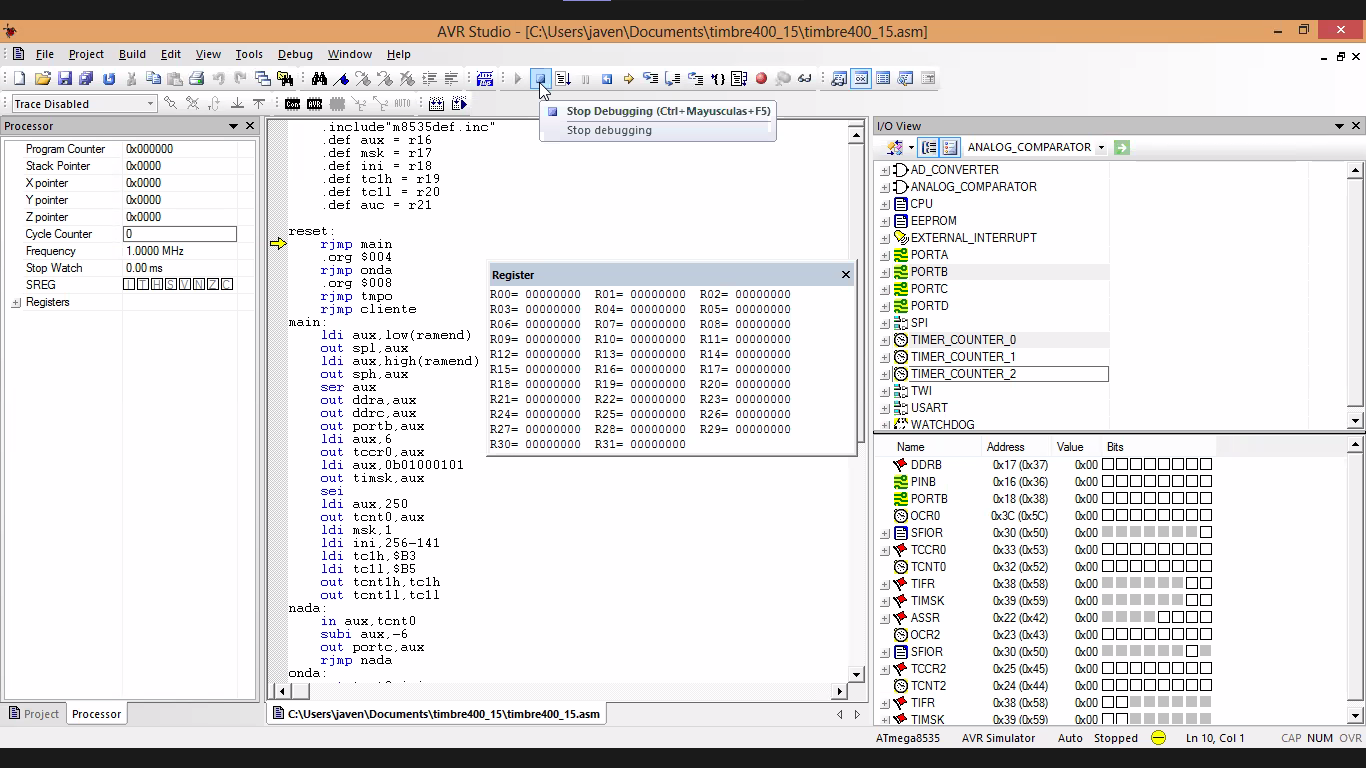 AVR Studio - [C:\Users\javen\Documents\timbre400_15\timbre400_15.asm]
File Project Build Edit View Tools Debug Window Help
Trace Disabled
Con AVR AUTO
Stop Debugging (Ctrl+Mayusculas+F5)
Stop debugging
Processor
Program Counter 0x000000
Stack Pointer 0x0000
X pointer 0x0000
Y pointer 0x0000
Z pointer 0x0000
Cycle Counter 0
Frequency 1.0000 MHz
Stop Watch 0.00 ms
SREG I T H S V N Z C
Registers
Project Processor
.include"m8535def.inc"
.def aux = r16
.def msk = r17
.def ini = r18
.def tc1h = r19
.def tc1l = r20
.def auc = r21
reset:
rjmp main
.org $004
rjmp onda
.org $008
rjmp tmpo
rjmp cliente
main:
ldi aux,low(ramend)
out spl,aux
ldi aux,high(ramend)
out sph,aux
ser aux
out ddra,aux
out ddrc,aux
out portb,aux
ldi aux,6
out tccr0,aux
ldi aux,0b01000101
out timsk,aux
sei
ldi aux,250
out tcnt0,aux
ldi msk,1
ldi ini,256-141
ldi tc1h,$B3
ldi tc1l,$B5
out tcnt1h,tc1h
out tcnt1l,tc1l
nada:
in aux,tcnt0
subi aux,-6
out portc,aux
rjmp nada
onda:
C:\Users\javen\Documents\timbre400_15\timbre400_15.asm
Register
R00= 00000000 R01= 00000000 R02= 00000000
R03= 00000000 R04= 00000000 R05= 00000000
R06= 00000000 R07= 00000000 R08= 00000000
R09= 00000000 R10= 00000000 R11= 00000000
R12= 00000000 R13= 00000000 R14= 00000000
R15= 00000000 R16= 00000000 R17= 00000000
R18= 00000000 R19= 00000000 R20= 00000000
R21= 00000000 R22= 00000000 R23= 00000000
R24= 00000000 R25= 00000000 R26= 00000000
R27= 00000000 R28= 00000000 R29= 00000000
R30= 00000000 R31= 00000000
I/O View
ANALOG_COMPARATOR
AD_CONVERTER
ANALOG_COMPARATOR
CPU
EEPROM
EXTERNAL_INTERRUPT
PORTA
PORTB
PORTC
PORTD
SPI
TIMER_COUNTER_0
TIMER_COUNTER_1
TIMER_COUNTER_2
TWI
USART
WATCHDOG
Name Address Value Bits
DDRB 0x17 (0x37) 0x00
PINB 0x16 (0x36) 0x00
PORTB 0x18 (0x38) 0x00
OCR0 0x3C (0x5C) 0x00
SFIOR 0x30 (0x50) 0x00
TCCR0 0x33 (0x53) 0x00
TCNT0 0x32 (0x52) 0x00
TIFR 0x38 (0x58) 0x00
TIMSK 0x39 (0x59) 0x00
ASSR 0x22 (0x42) 0x00
OCR2 0x23 (0x43) 0x00
SFIOR 0x30 (0x50) 0x00
TCCR2 0x25 (0x45) 0x00
TCNT2 0x24 (0x44) 0x00
TIFR 0x38 (0x58) 0x00
TIMSK 0x39 (0x59) 0x00
ATmega8535 AVR Simulator Auto Stopped Ln 10, Col 1 CAP NUM OVR